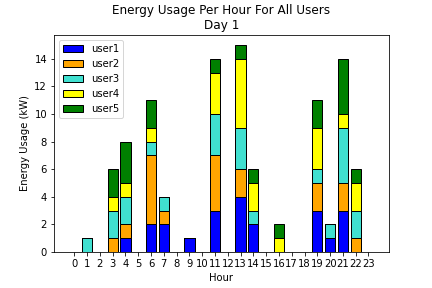 Energy Usage Per Hour For All Users
Day 1
user1
user2
user3
user4
user5
Energy Usage (kW)
14
12
10
8
6
4
2
0
0 1 2 3 4 5 6 7 8 9 10 11 12 13 14 15 16 17 18 19 20 21 22 23
Hour